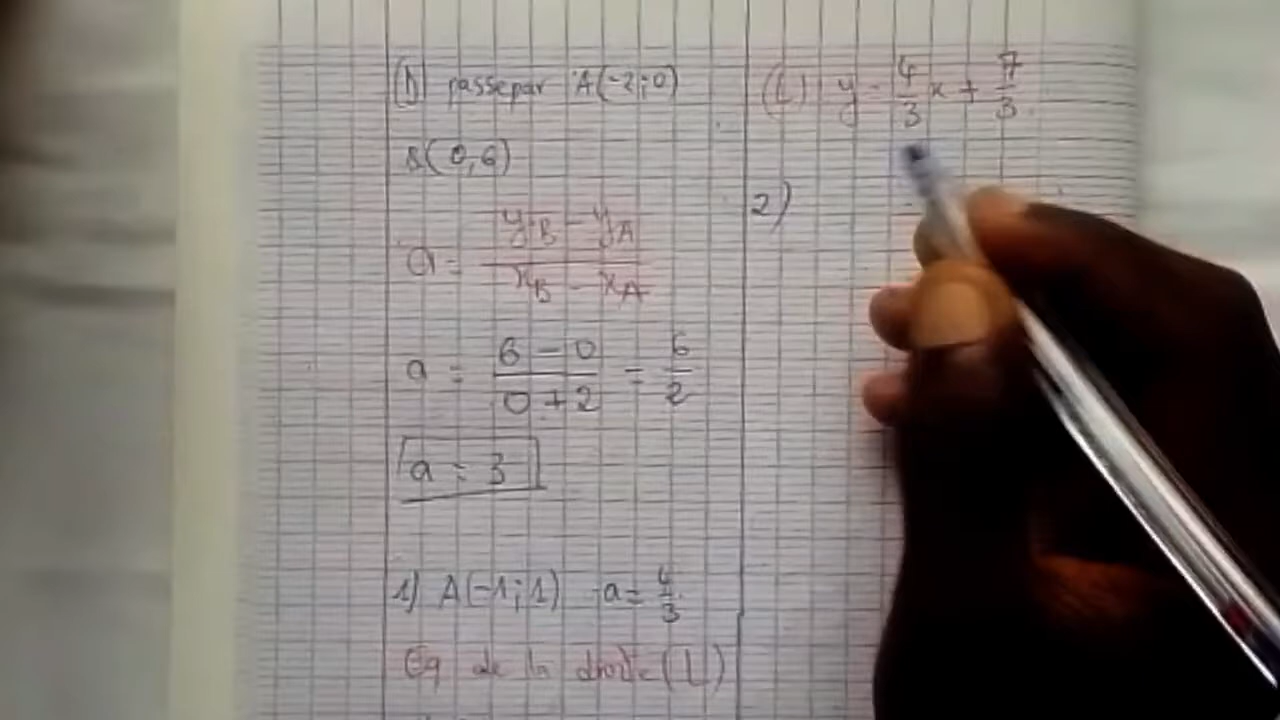 (D) passe par A(-2;0)
B(0,6)
a = (yB - yA)/(xB - xA)
a = (6 - 0)/(0 + 2) = 6/2
a = 3
1) A(-1;1) a = 4/3
Eq de la droite (L)
(L) y = 4/3 x + 7/3
2)